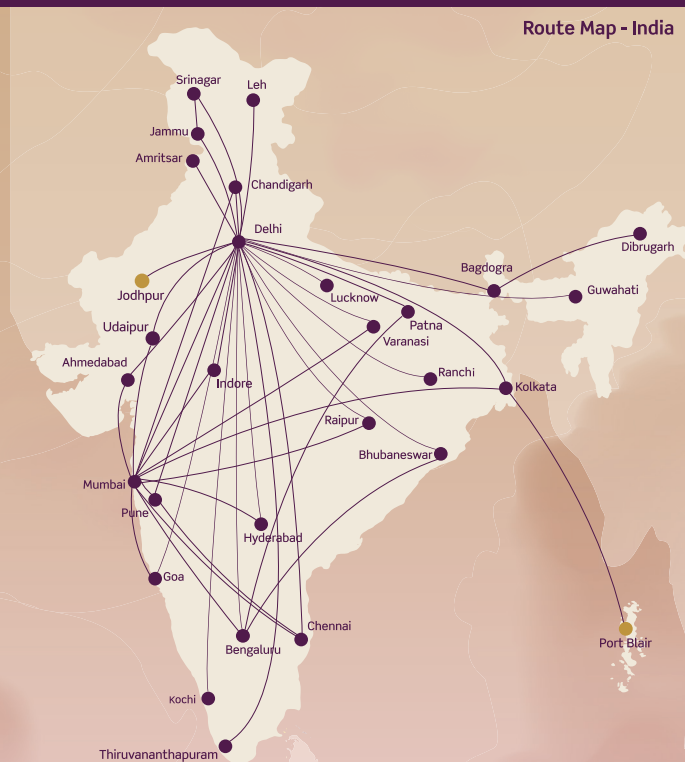 Route Map - India
Srinagar
Leh
Jammu
Amritsar
Chandigarh
Delhi
Dibrugarh
Bagdogra
Guwahati
Jodhpur
Lucknow
Udaipur
Patna
Varanasi
Ahmedabad
Ranchi
Indore
Kolkata
Raipur
Bhubaneswar
Mumbai
Pune
Hyderabad
Goa
Chennai
Port Blair
Bengaluru
Kochi
Thiruvananthapuram